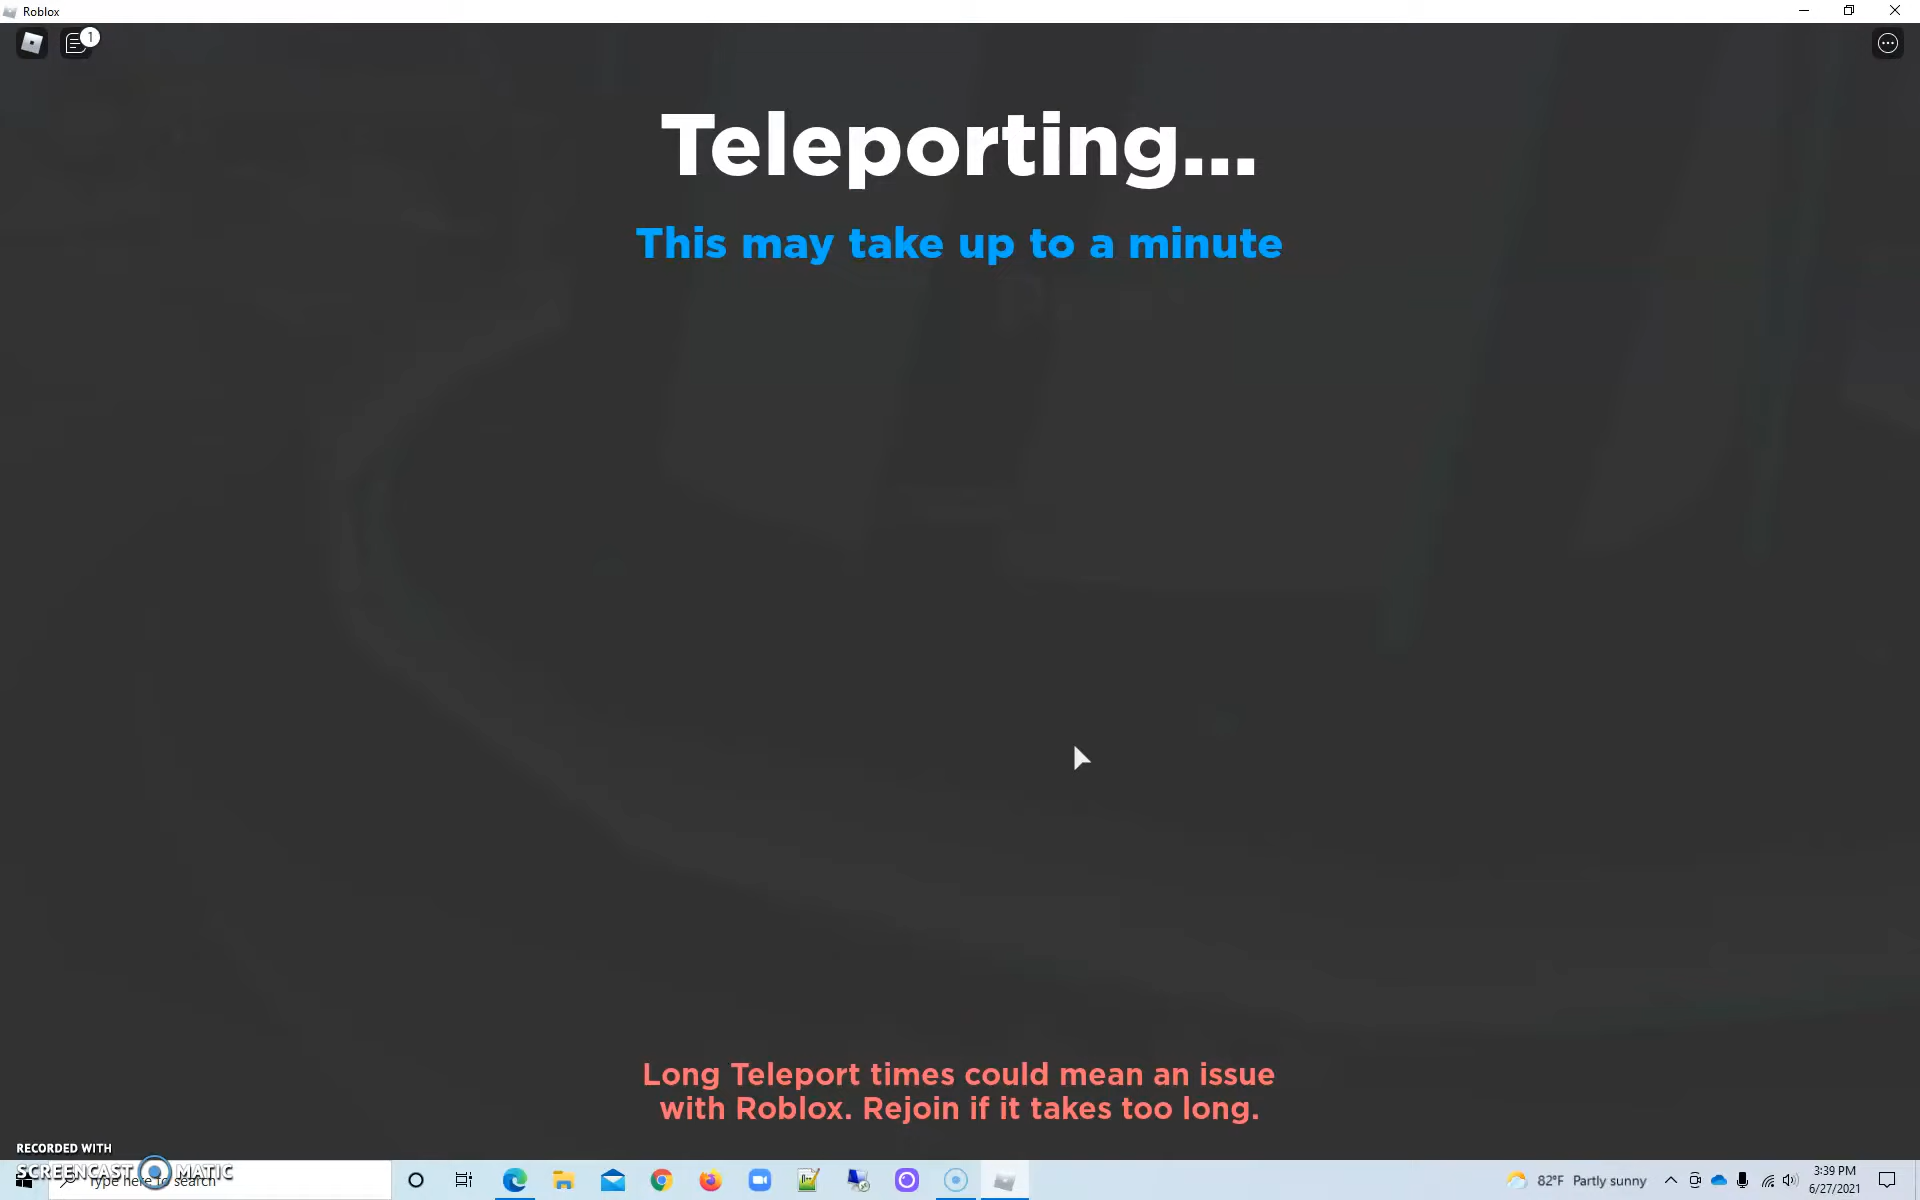 Roblox
1
Teleporting...
This may take up to a minute
Long Teleport times could mean an issue
with Roblox. Rejoin if it takes too long.
RECORDED WITH
SCREENCAST MATIC
Type here to search
82°F Partly sunny
3:39 PM
6/27/2021